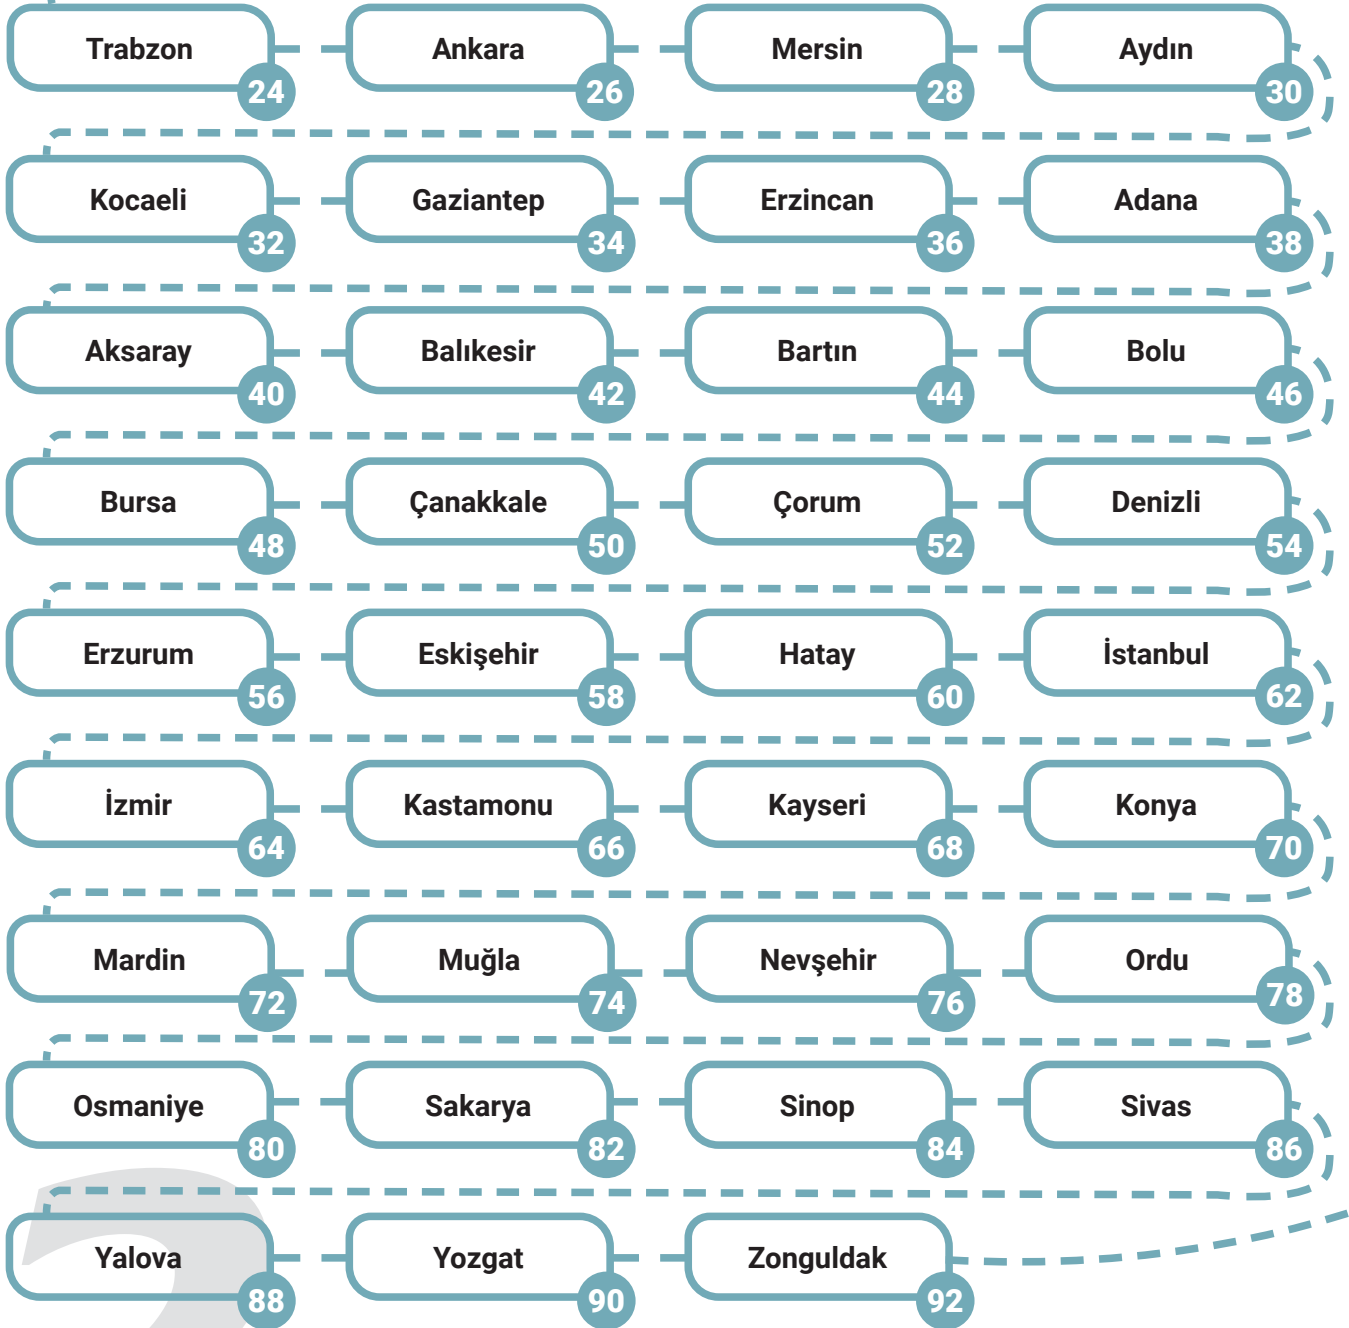 Trabzon Ankara Mersin Aydın
24 26 28 30
Kocaeli Gaziantep Erzincan Adana
32 34 36 38
Aksaray Balıkesir Bartın Bolu
40 42 44 46
Bursa Çanakkale Çorum Denizli
48 50 52 54
Erzurum Eskişehir Hatay İstanbul
56 58 60 62
İzmir Kastamonu Kayseri Konya
64 66 68 70
Mardin Muğla Nevşehir Ordu
72 74 76 78
Osmaniye Sakarya Sinop Sivas
80 82 84 86
Yalova Yozgat Zonguldak
88 90 92